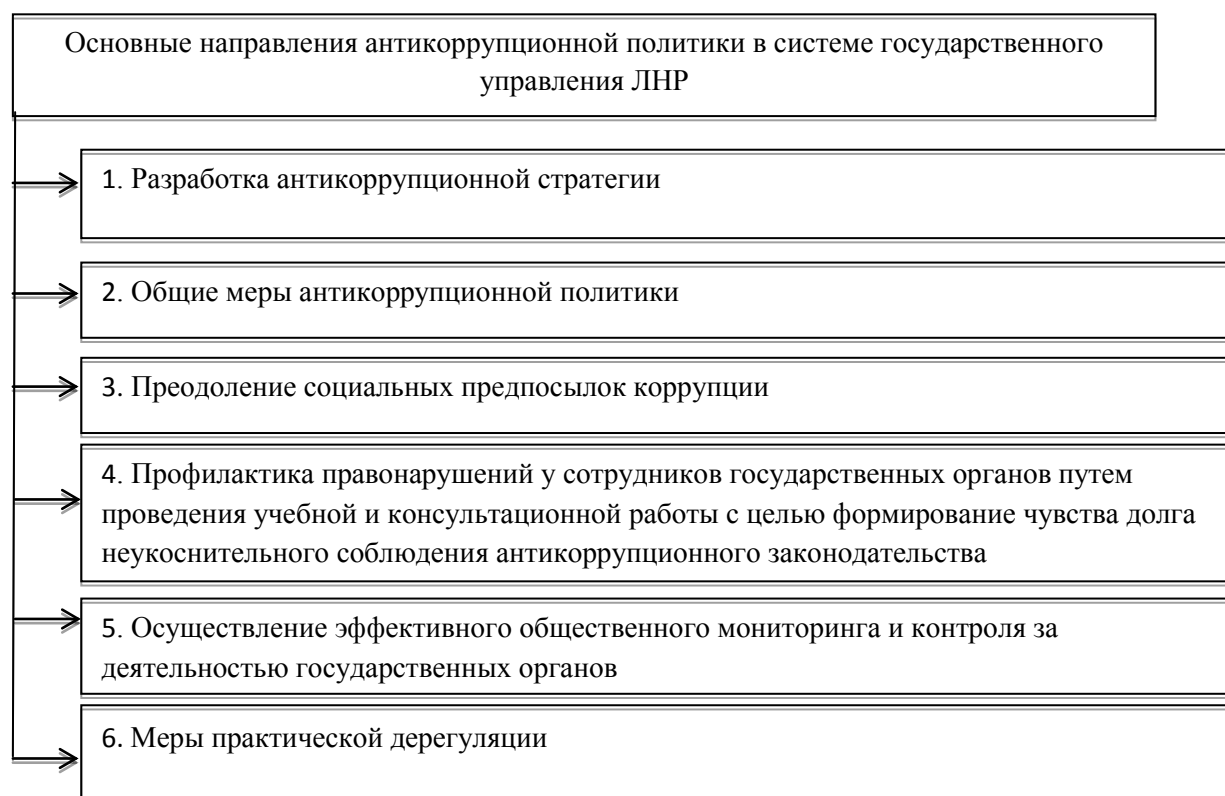 Основные направления антикоррупционной политики в системе государственного
управления ЛНР
1. Разработка антикоррупционной стратегии
2. Общие меры антикоррупционной политики
3. Преодоление социальных предпосылок коррупции
4. Профилактика правонарушений у сотрудников государственных органов путем
проведения учебной и консультационной работы с целью формирование чувства долга
неукоснительного соблюдения антикоррупционного законодательства
5. Осуществление эффективного общественного мониторинга и контроля за
деятельностью государственных органов
6. Меры практической дерегуляции